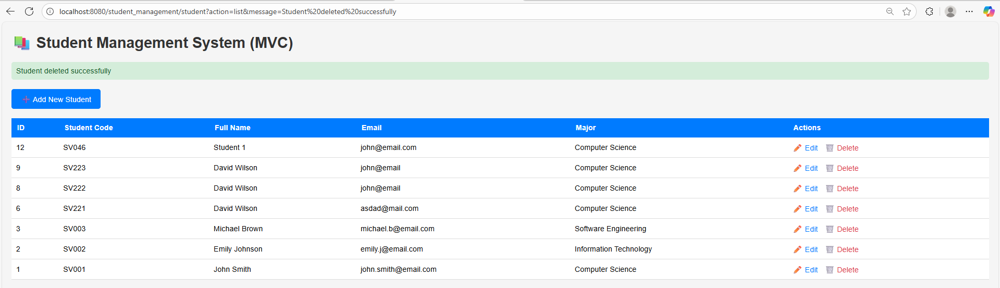 localhost:8080/student_management/student?action=list&message=Student%20deleted%20successfully
Student Management System (MVC)
Student deleted successfully
Add New Student
ID Student Code Full Name Email Major Actions
12 SV046 Student 1 john@email.com Computer Science Edit Delete
9 SV223 David Wilson john@email Computer Science Edit Delete
8 SV222 David Wilson john@email Computer Science Edit Delete
6 SV221 David Wilson asdad@mail.com Computer Science Edit Delete
3 SV003 Michael Brown michael.b@email.com Software Engineering Edit Delete
2 SV002 Emily Johnson emily.j@email.com Information Technology Edit Delete
1 SV001 John Smith john.smith@email.com Computer Science Edit Delete